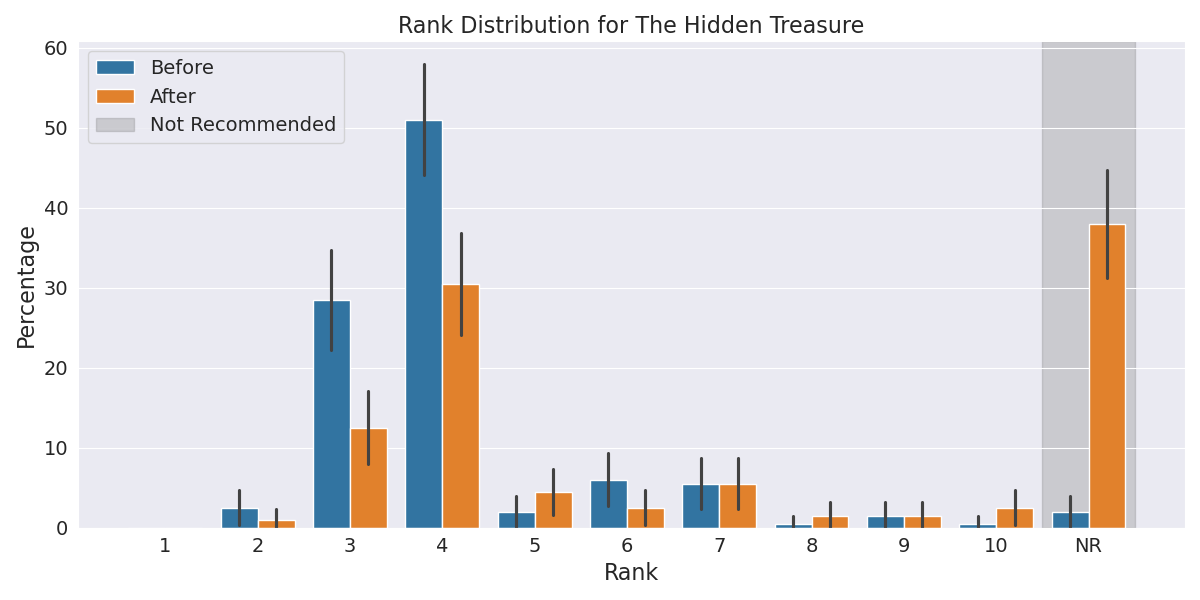 Rank Distribution for The Hidden Treasure
Before
After
Not Recommended
Percentage
60
50
40
30
20
10
0
1 2 3 4 5 6 7 8 9 10 NR
Rank